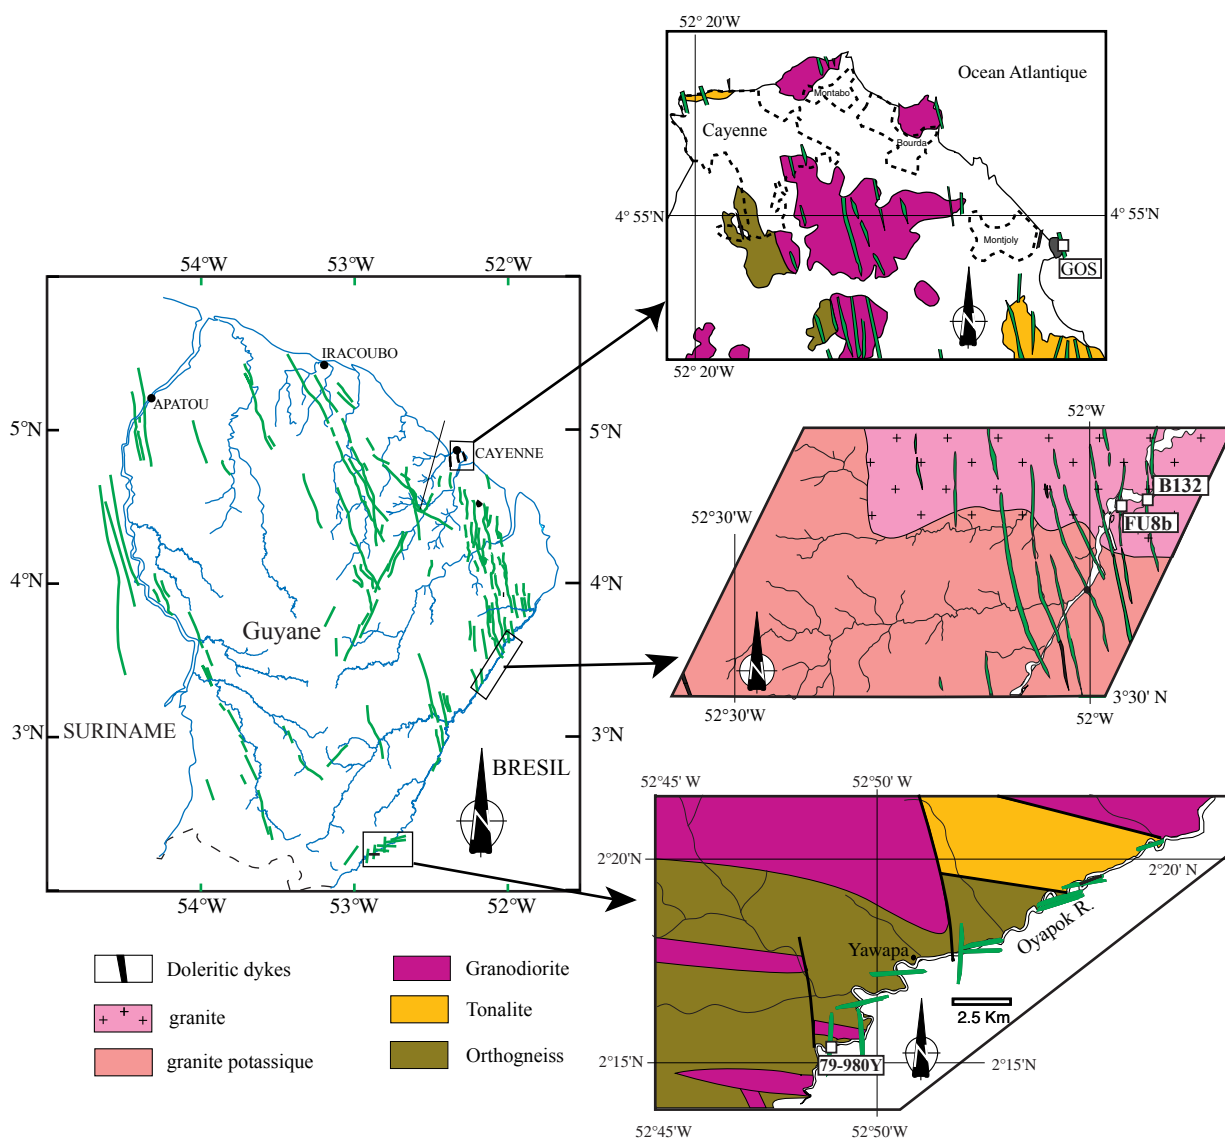 52° 20'W
Ocean Atlantique
Montabo
Cayenne
Bourda
4° 55'N
4° 55'N
Montjoly
GOS
52° 20'W
54°W
53°W
52°W
IRACOUBO
APATOU
5°N
5°N
CAYENNE
4°N
4°N
Guyane
3°N
3°N
SURINAME
BRESIL
54°W
53°W
52°W
52°W
B132
FU8b
52°30'W
52°30'W
52°W
3°30' N
52°45' W
52°50' W
2°20'N
2°20' N
Oyapok R.
Yawapa
2.5 Km
79-980Y
2°15'N
2°15'N
52°45'W
52°50'W
Doleritic dykes
Granodiorite
granite
Tonalite
granite potassique
Orthogneiss